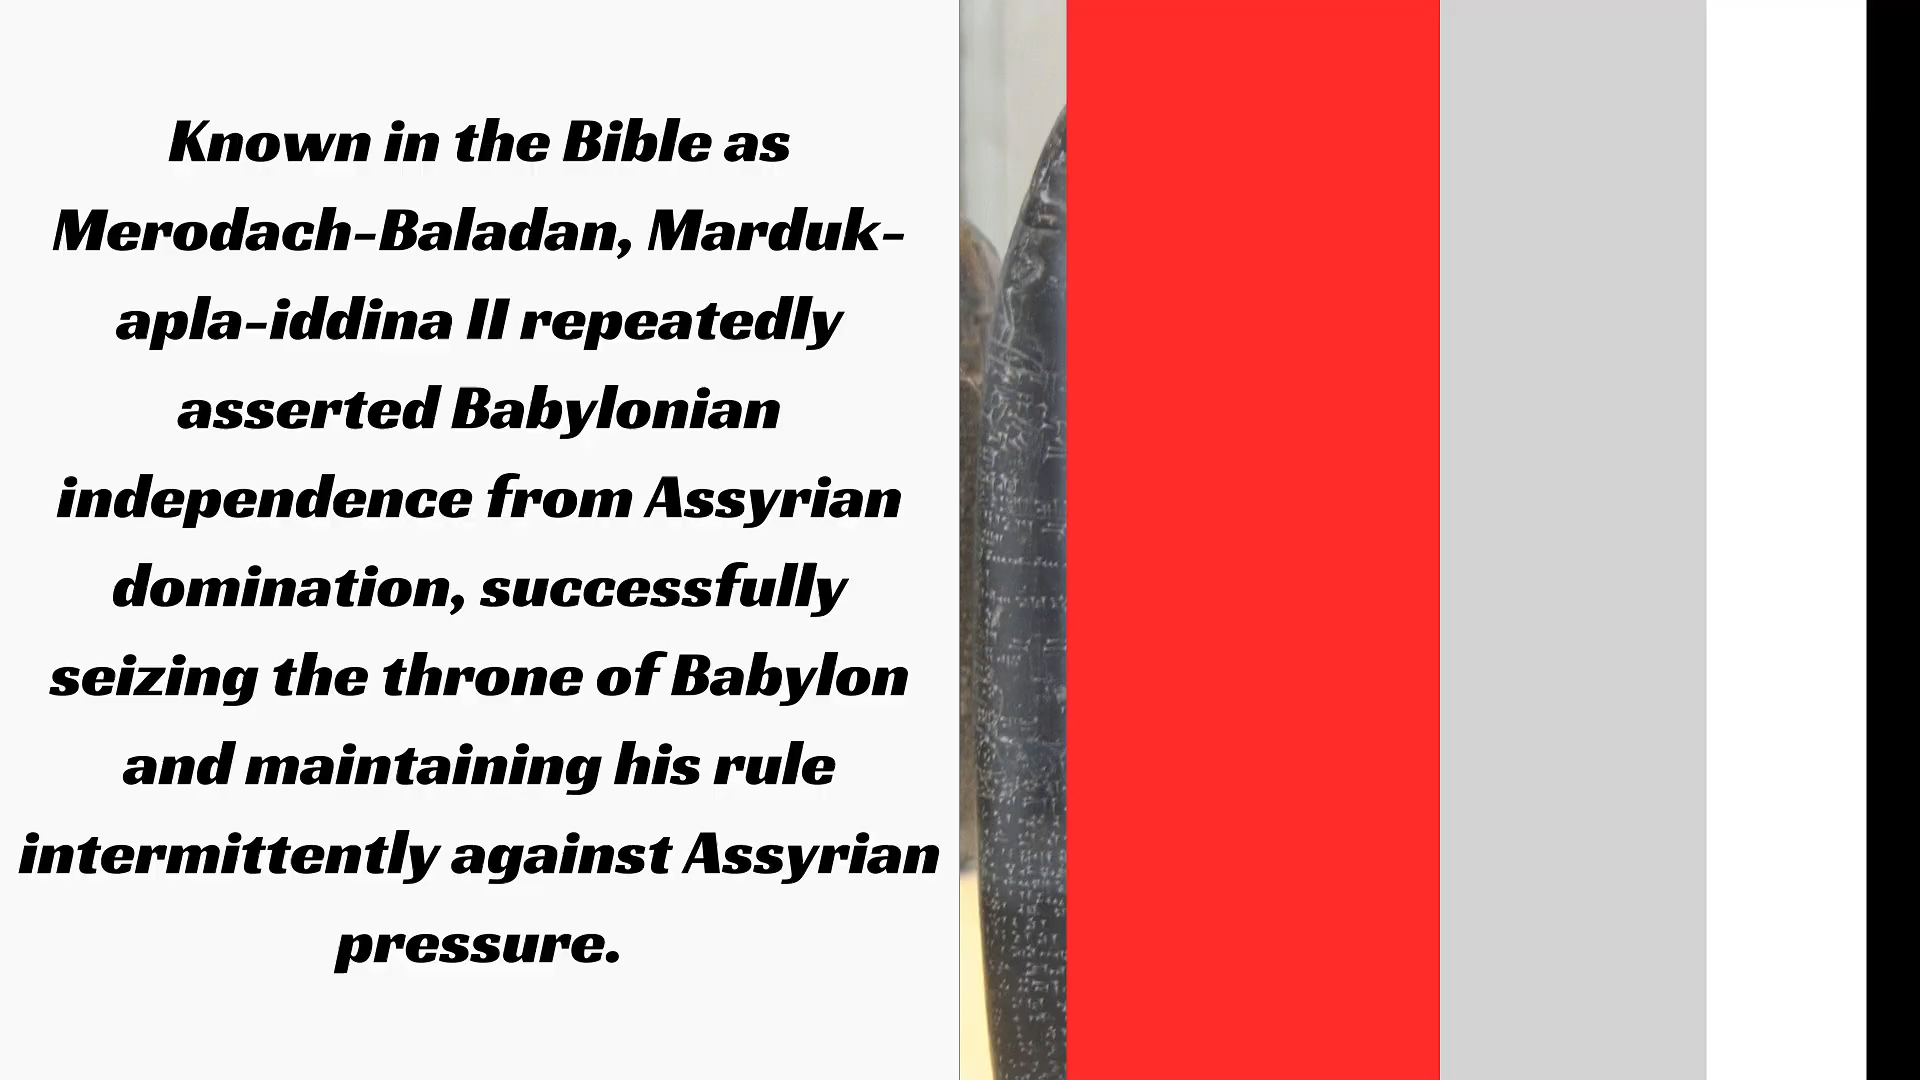 Known in the Bible as
Merodach-Baladan, Marduk-
apla-iddina II repeatedly
asserted Babylonian
independence from Assyrian
domination, successfully
seizing the throne of Babylon
and maintaining his rule
intermittently against Assyrian
pressure.